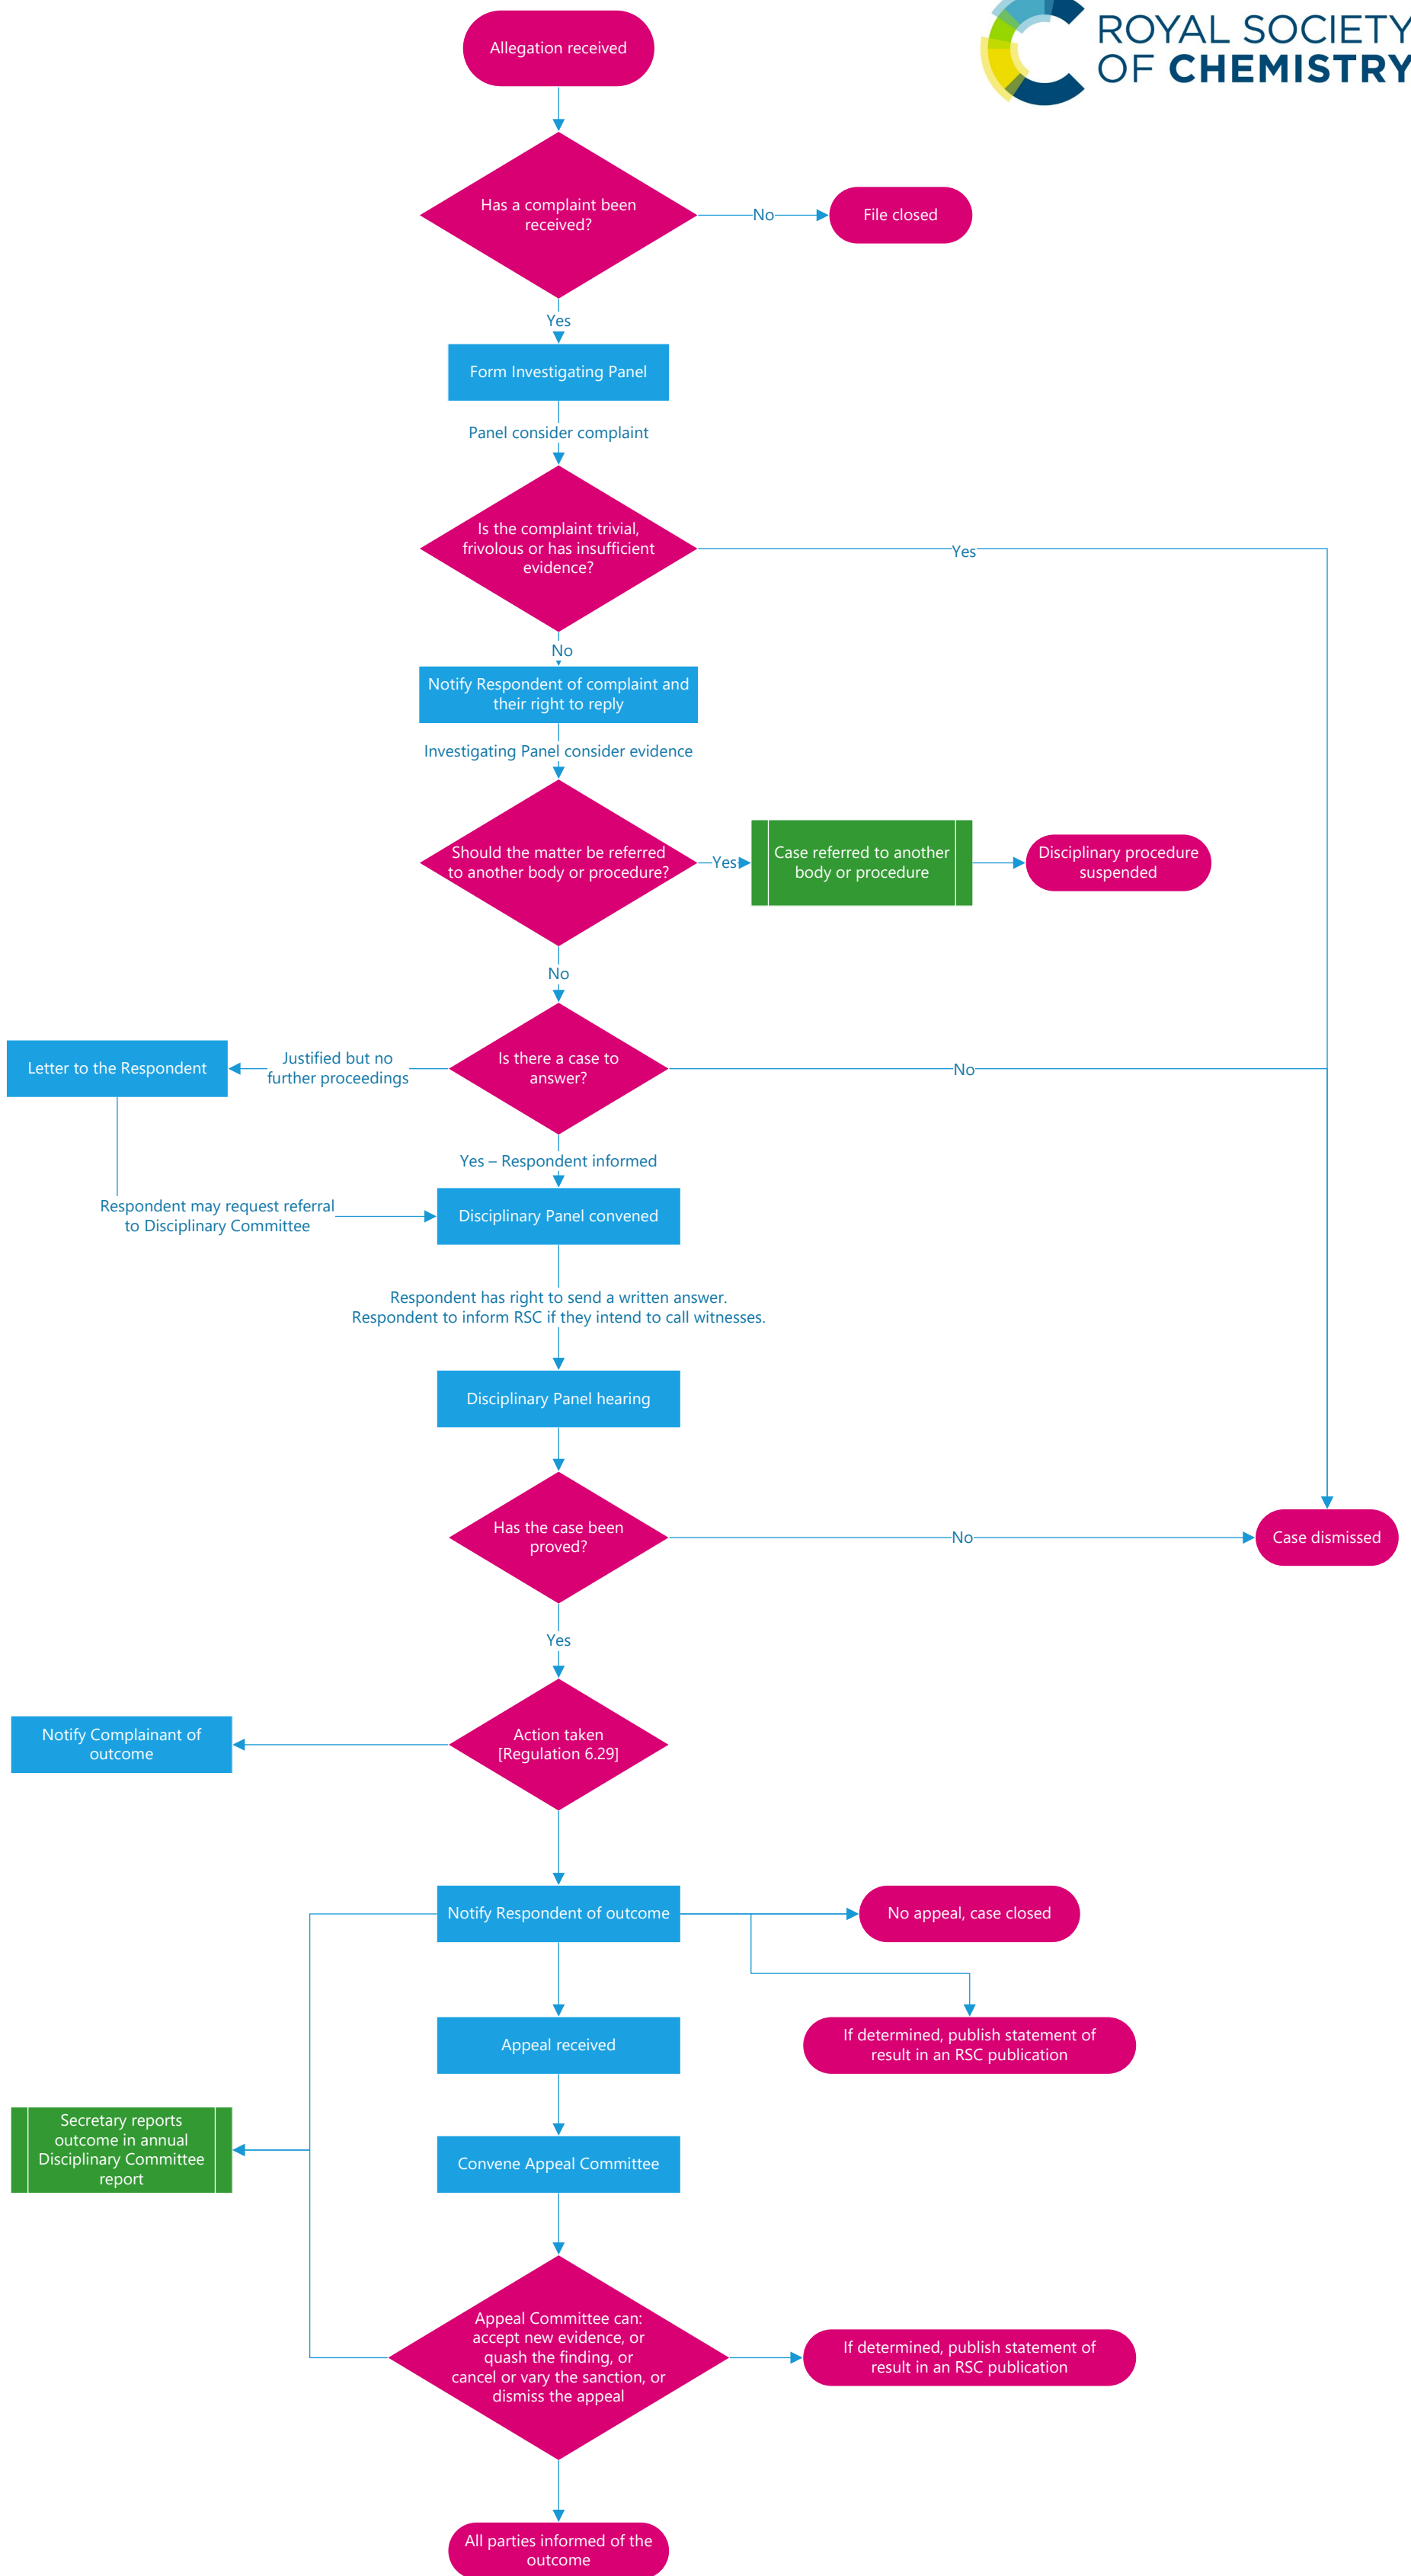 ROYAL SOCIETY
OF CHEMISTRY
Allegation received
Has a complaint been
received?
No
File closed
Yes
Form Investigating Panel
Panel consider complaint
Is the complaint trivial,
frivolous or has insufficient
evidence?
Yes
No
Notify Respondent of complaint and
their right to reply
Investigating Panel consider evidence
Should the matter be referred
to another body or procedure?
Yes
Case referred to another
body or procedure
Disciplinary procedure
suspended
No
Letter to the Respondent
Justified but no
further proceedings
Is there a case to
answer?
No
Yes – Respondent informed
Respondent may request referral
to Disciplinary Committee
Disciplinary Panel convened
Respondent has right to send a written answer.
Respondent to inform RSC if they intend to call witnesses.
Disciplinary Panel hearing
Has the case been
proved?
No
Case dismissed
Yes
Notify Complainant of
outcome
Action taken
[Regulation 6.29]
Notify Respondent of outcome
No appeal, case closed
Appeal received
If determined, publish statement of
result in an RSC publication
Secretary reports
outcome in annual
Disciplinary Committee
report
Convene Appeal Committee
Appeal Committee can:
accept new evidence, or
quash the finding, or
cancel or vary the sanction, or
dismiss the appeal
If determined, publish statement of
result in an RSC publication
All parties informed of the
outcome